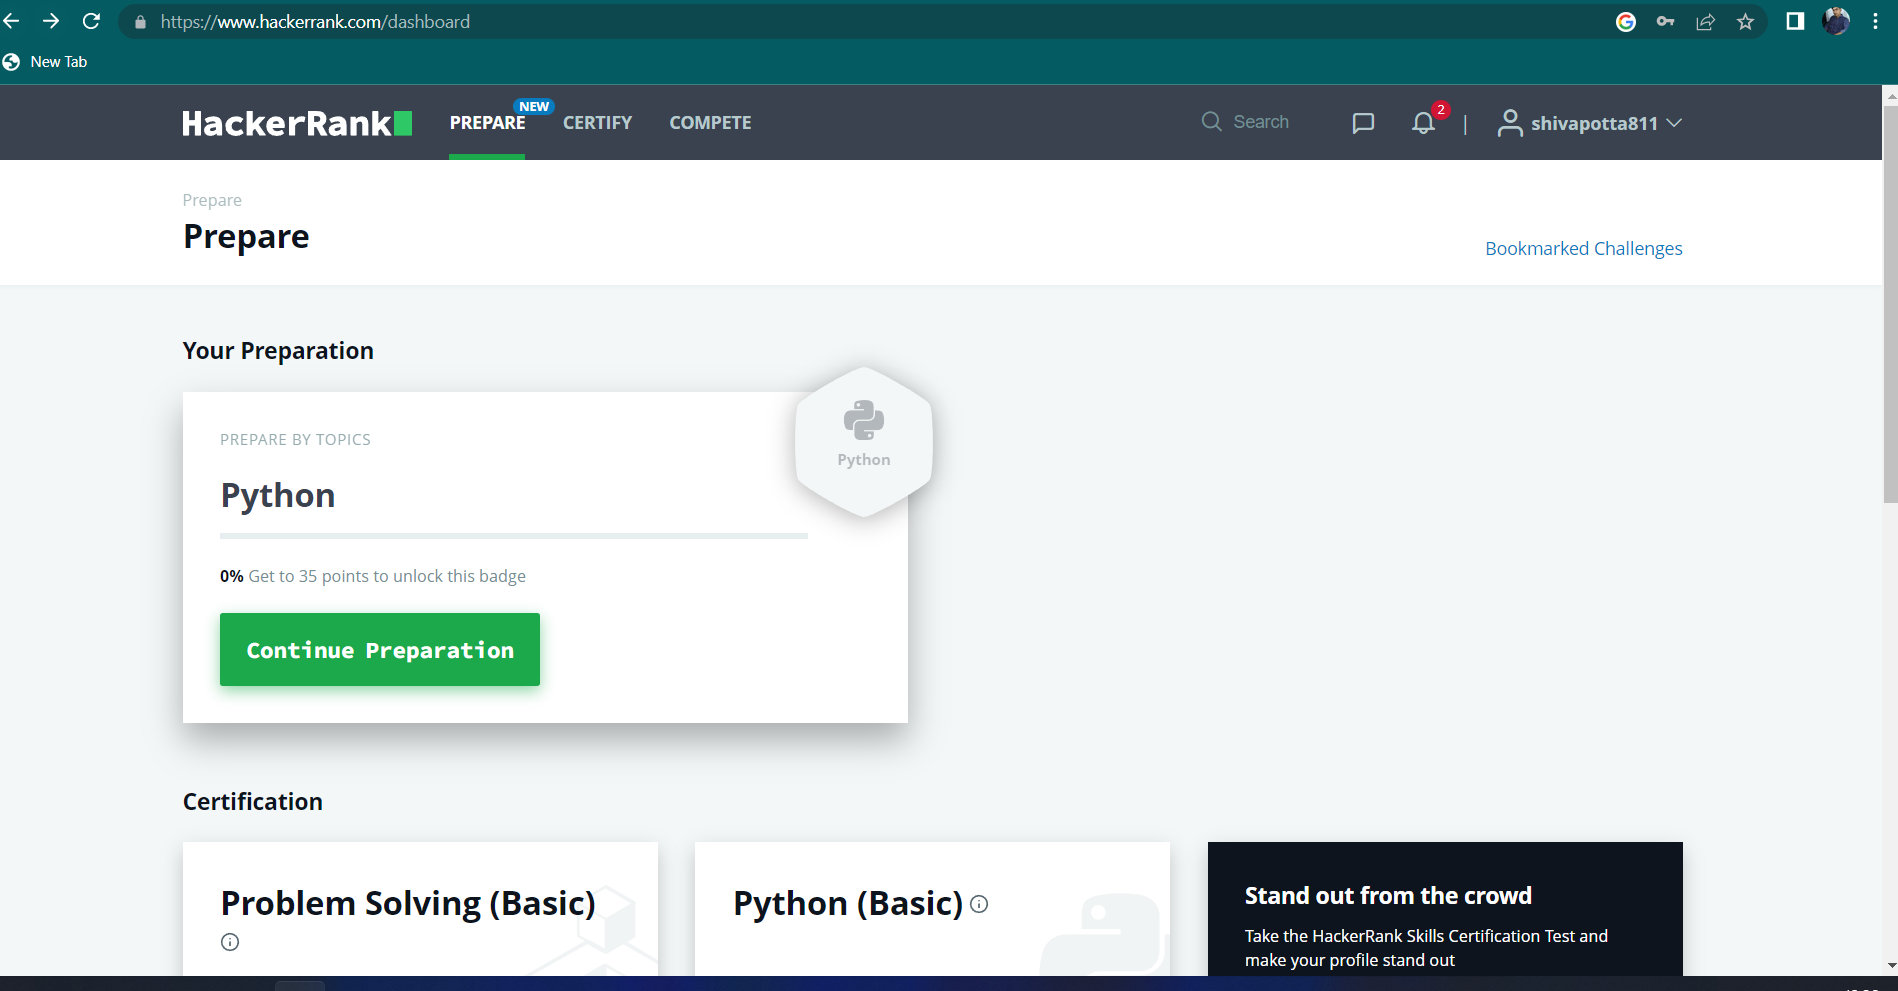 https://www.hackerrank.com/dashboard
New Tab
HackerRank
PREPARE
NEW
CERTIFY
COMPETE
Search
2
shivapotta811
Prepare
Prepare
Bookmarked Challenges
Your Preparation
PREPARE BY TOPICS
Python
Python
0% Get to 35 points to unlock this badge
Continue Preparation
Certification
Problem Solving (Basic)
Python (Basic)
Stand out from the crowd
Take the HackerRank Skills Certification Test and
make your profile stand out